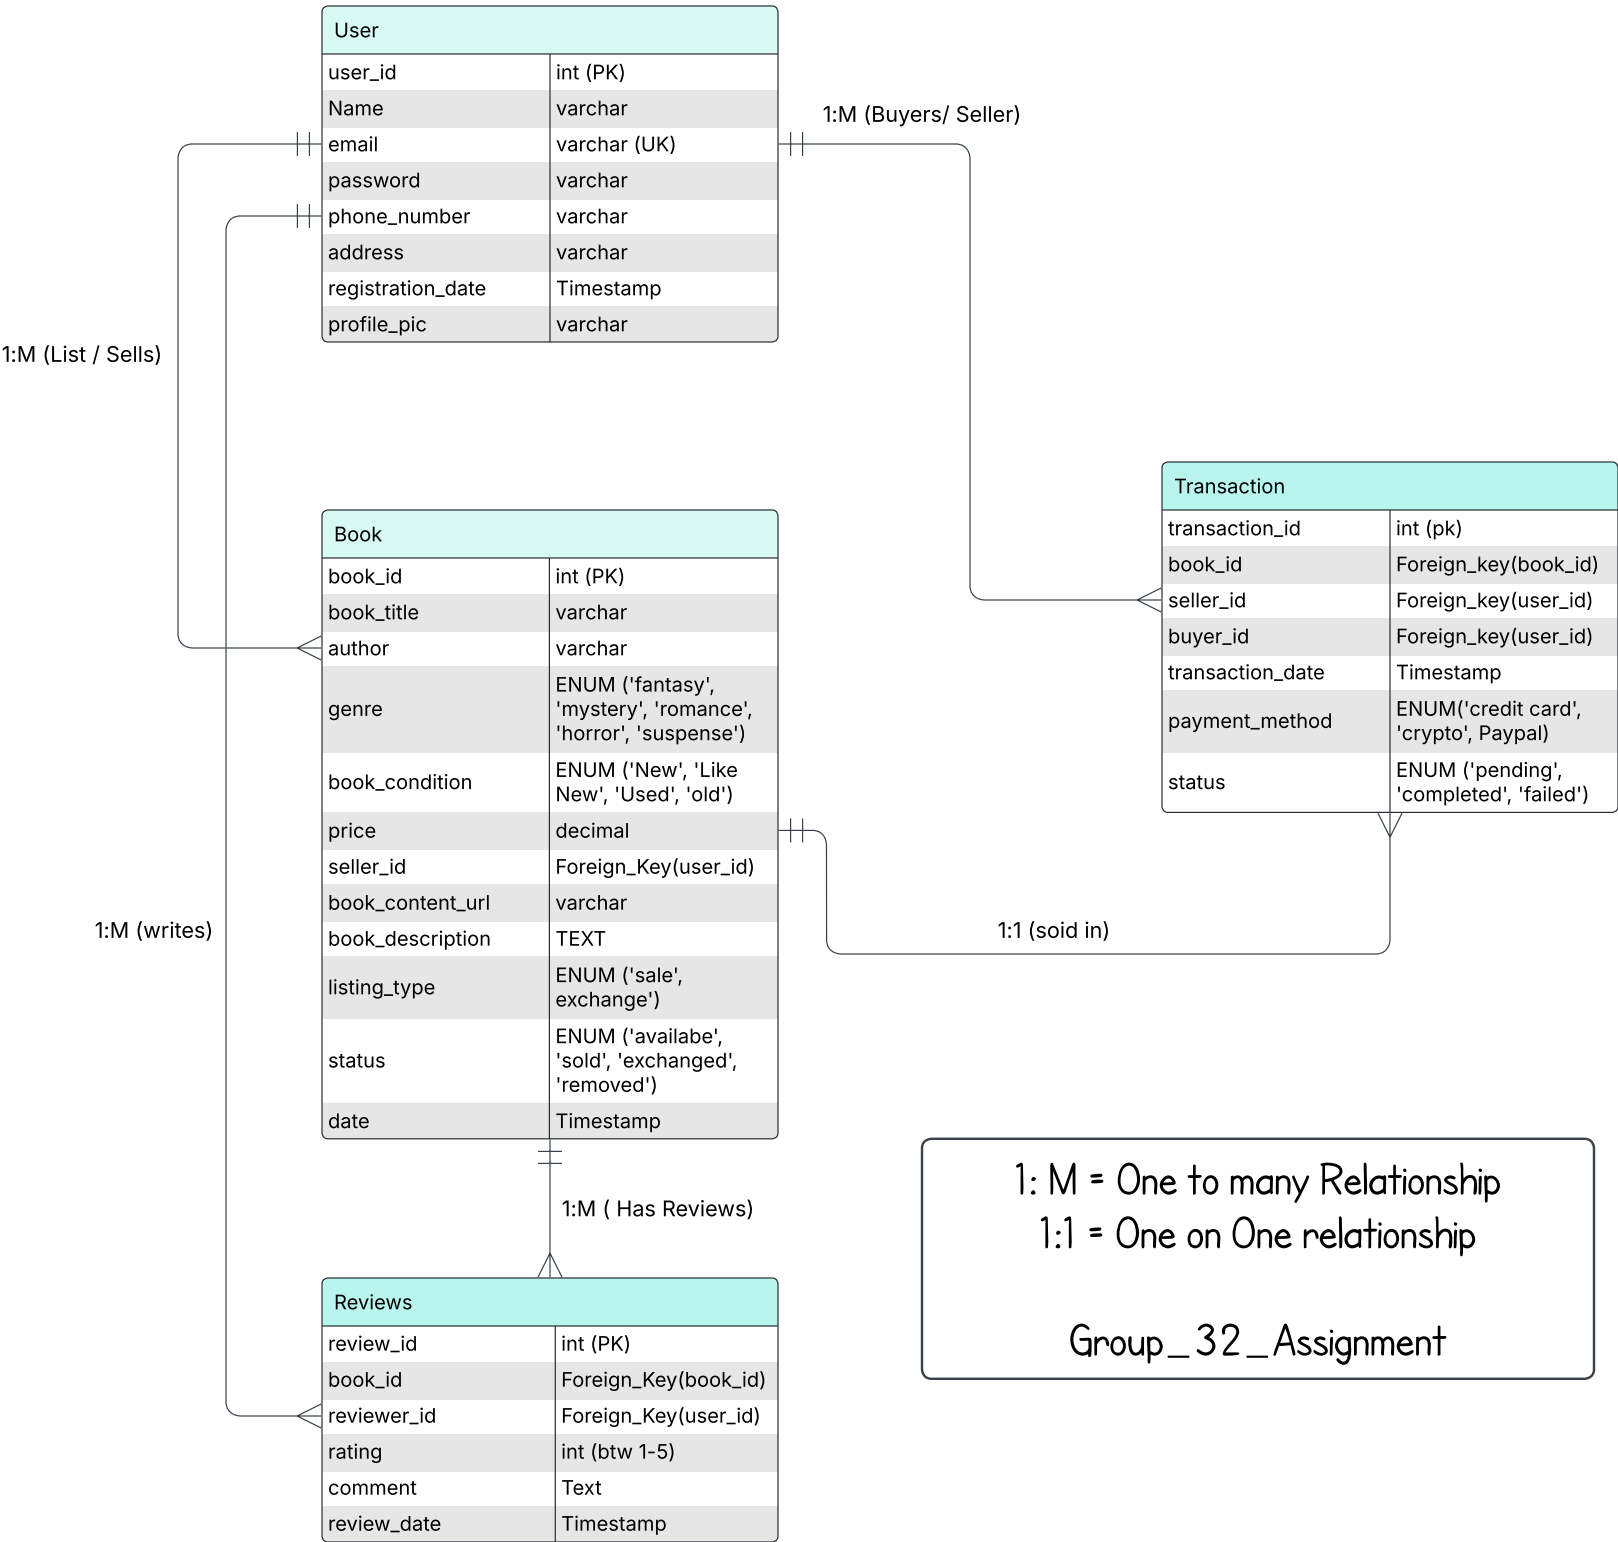 User
user_id int (PK)
Name varchar
email varchar (UK)
password varchar
phone_number varchar
address varchar
registration_date Timestamp
profile_pic varchar
1:M (Buyers/ Seller)
1:M (List / Sells)
Transaction
transaction_id int (pk)
book_id Foreign_key(book_id)
seller_id Foreign_key(user_id)
buyer_id Foreign_key(user_id)
transaction_date Timestamp
payment_method ENUM('credit card',
'crypto', Paypal)
status ENUM ('pending',
'completed', 'failed')
Book
book_id int (PK)
book_title varchar
author varchar
genre ENUM ('fantasy',
'mystery', 'romance',
'horror', 'suspense')
book_condition ENUM ('New', 'Like
New', 'Used', 'old')
price decimal
seller_id Foreign_Key(user_id)
book_content_url varchar
book_description TEXT
listing_type ENUM ('sale',
exchange')
status ENUM ('availabe',
'sold', 'exchanged',
'removed')
date Timestamp
1:M (writes)
1:1 (soid in)
1:M ( Has Reviews)
Reviews
review_id int (PK)
book_id Foreign_Key(book_id)
reviewer_id Foreign_Key(user_id)
rating int (btw 1-5)
comment Text
review_date Timestamp
1: M = One to many Relationship
1:1 = One on One relationship
Group_32_Assignment